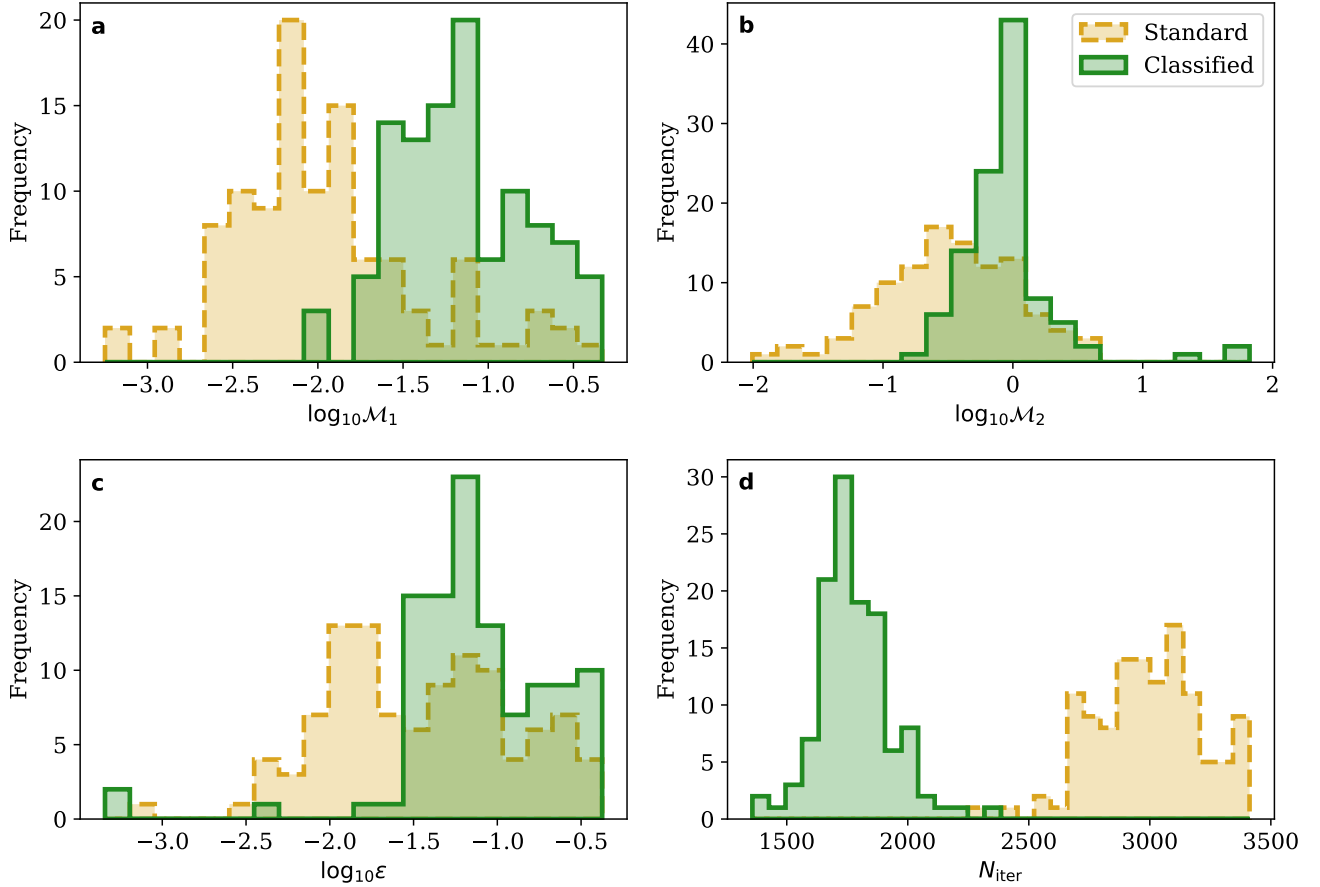 a
20
15
10
5
0
Frequency
−3.0 −2.5 −2.0 −1.5 −1.0 −0.5
log₁₀ℳ₁
b
Standard
Classified
40
30
20
10
0
Frequency
−2 −1 0 1 2
log₁₀ℳ₂
c
20
15
10
5
0
Frequency
−3.0 −2.5 −2.0 −1.5 −1.0 −0.5
log₁₀ε
d
30
25
20
15
10
5
0
Frequency
1500 2000 2500 3000 3500
N_iter